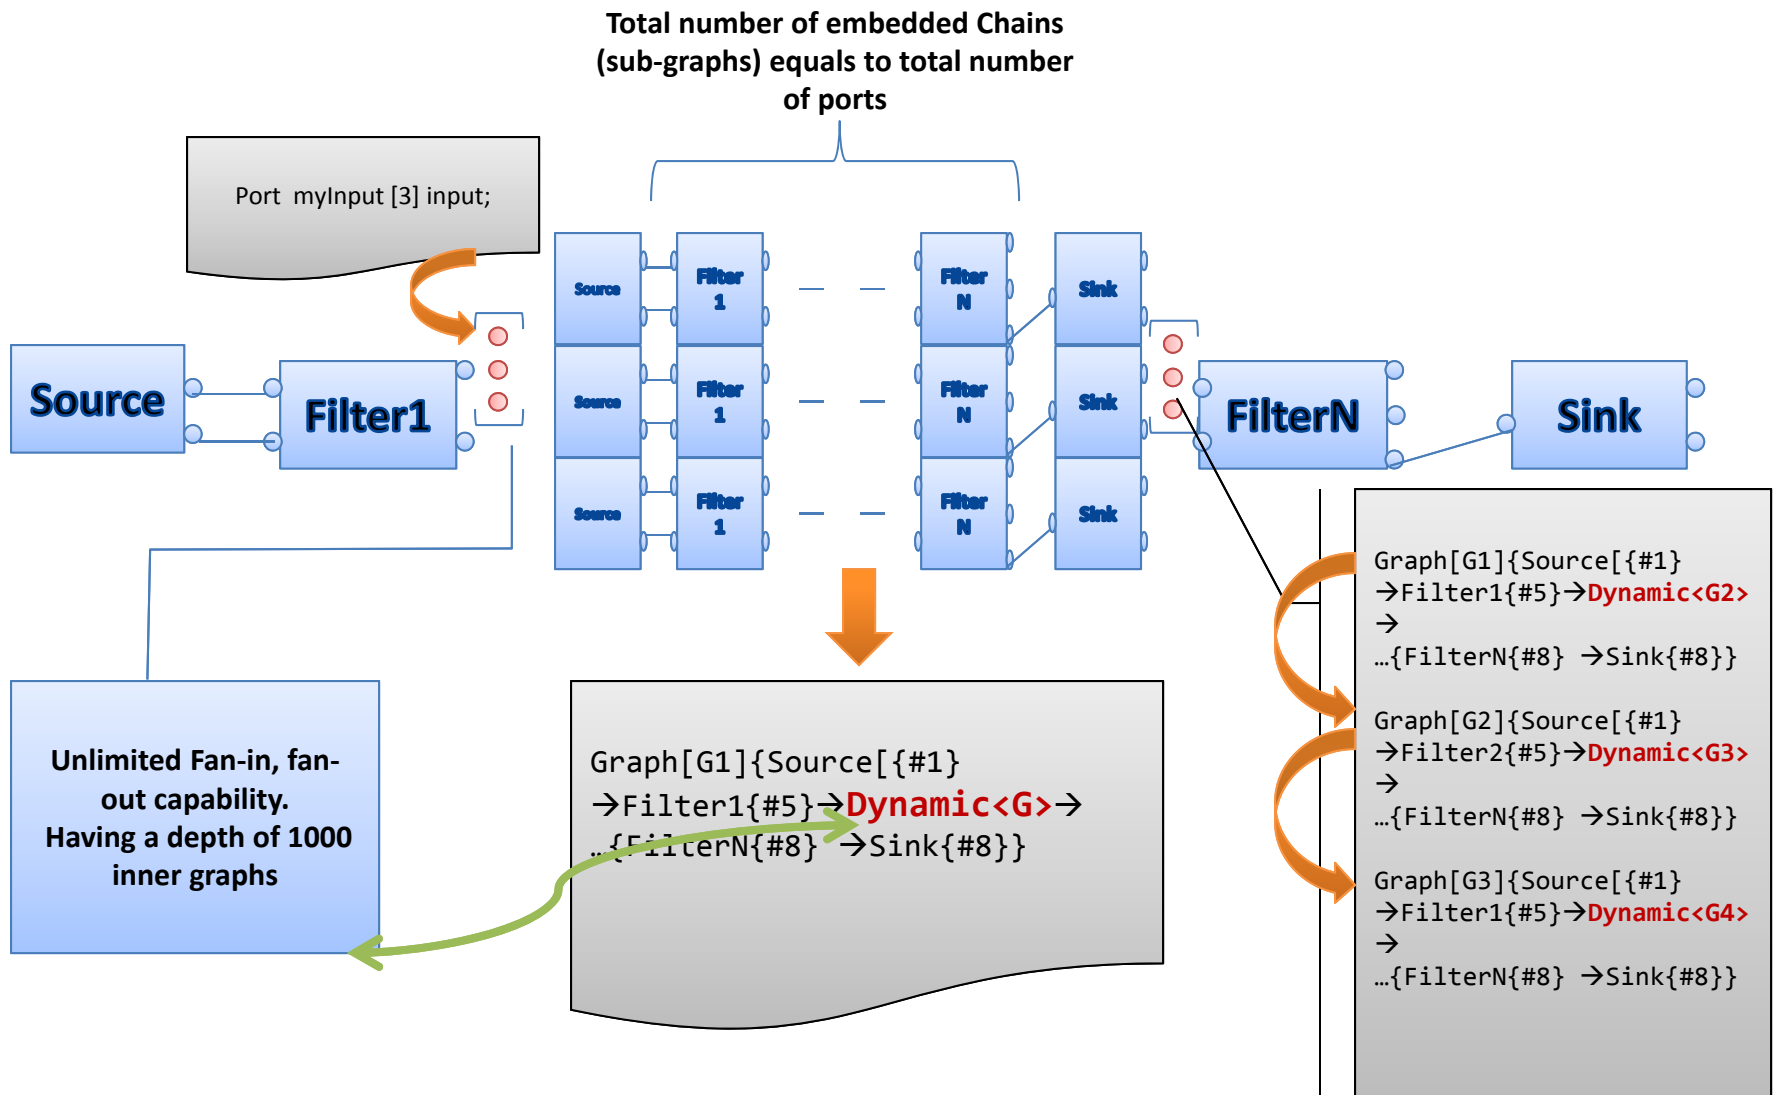 Total number of embedded Chains
(sub-graphs) equals to total number
of ports
Port  myInput [3] input;
Source
Filter
1
Filter
N
Sink
Source
Filter
1
Filter
N
Sink
Source
Filter
1
Filter
N
Sink
Source
Filter1
FilterN
Sink
Unlimited Fan-in, fan-
out capability.
Having a depth of 1000
inner graphs
Graph[G1]{Source[{#1}
→Filter1{#5}→Dynamic<G>→
…{FilterN{#8} →Sink{#8}}
Graph[G1]{Source[{#1}
→Filter1{#5}→Dynamic<G2>
→
…{FilterN{#8} →Sink{#8}}
Graph[G2]{Source[{#1}
→Filter2{#5}→Dynamic<G3>
→
…{FilterN{#8} →Sink{#8}}
Graph[G3]{Source[{#1}
→Filter1{#5}→Dynamic<G4>
→
…{FilterN{#8} →Sink{#8}}